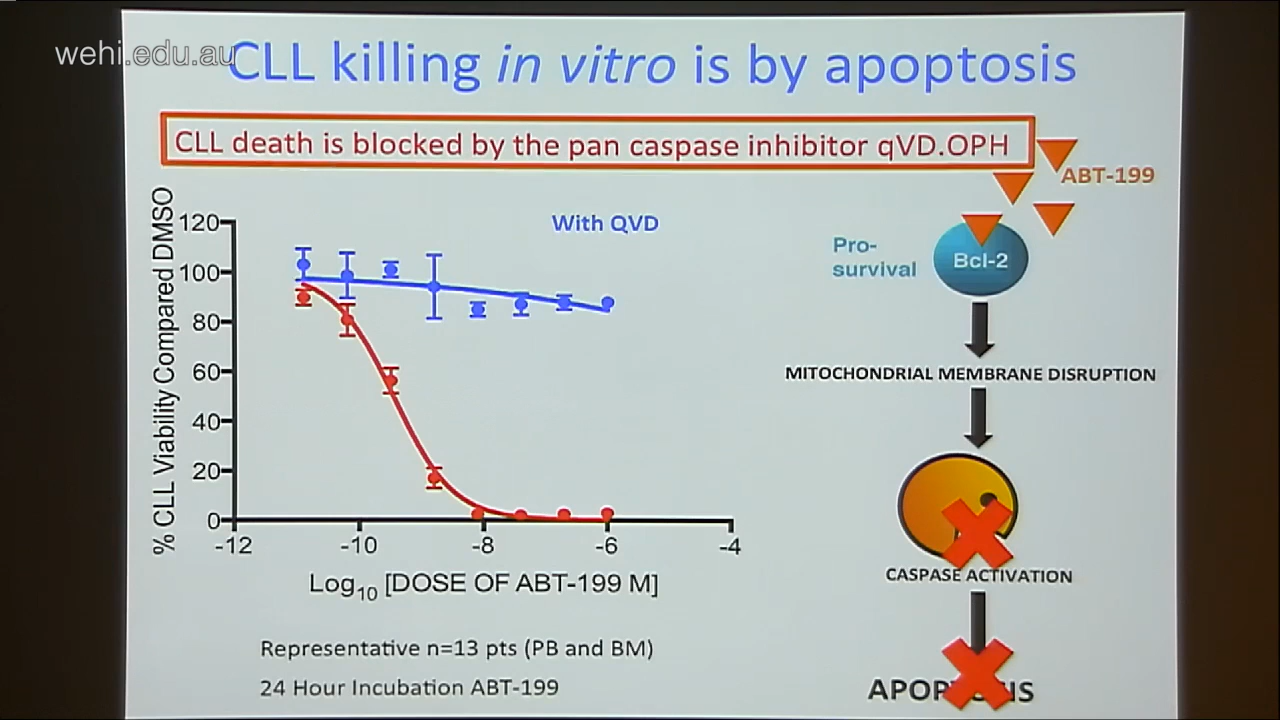 wehi.edu.au
CLL killing in vitro is by apoptosis
CLL death is blocked by the pan caspase inhibitor qVD.OPH
ABT-199
% CLL Viability Compared DMSO
120
100
80
60
40
20
0
-12
-10
-8
-6
-4
With QVD
Log10 [DOSE OF ABT-199 M]
Representative n=13 pts (PB and BM)
24 Hour Incubation ABT-199
Pro-
survival
Bcl-2
MITOCHONDRIAL MEMBRANE DISRUPTION
CASPASE ACTIVATION